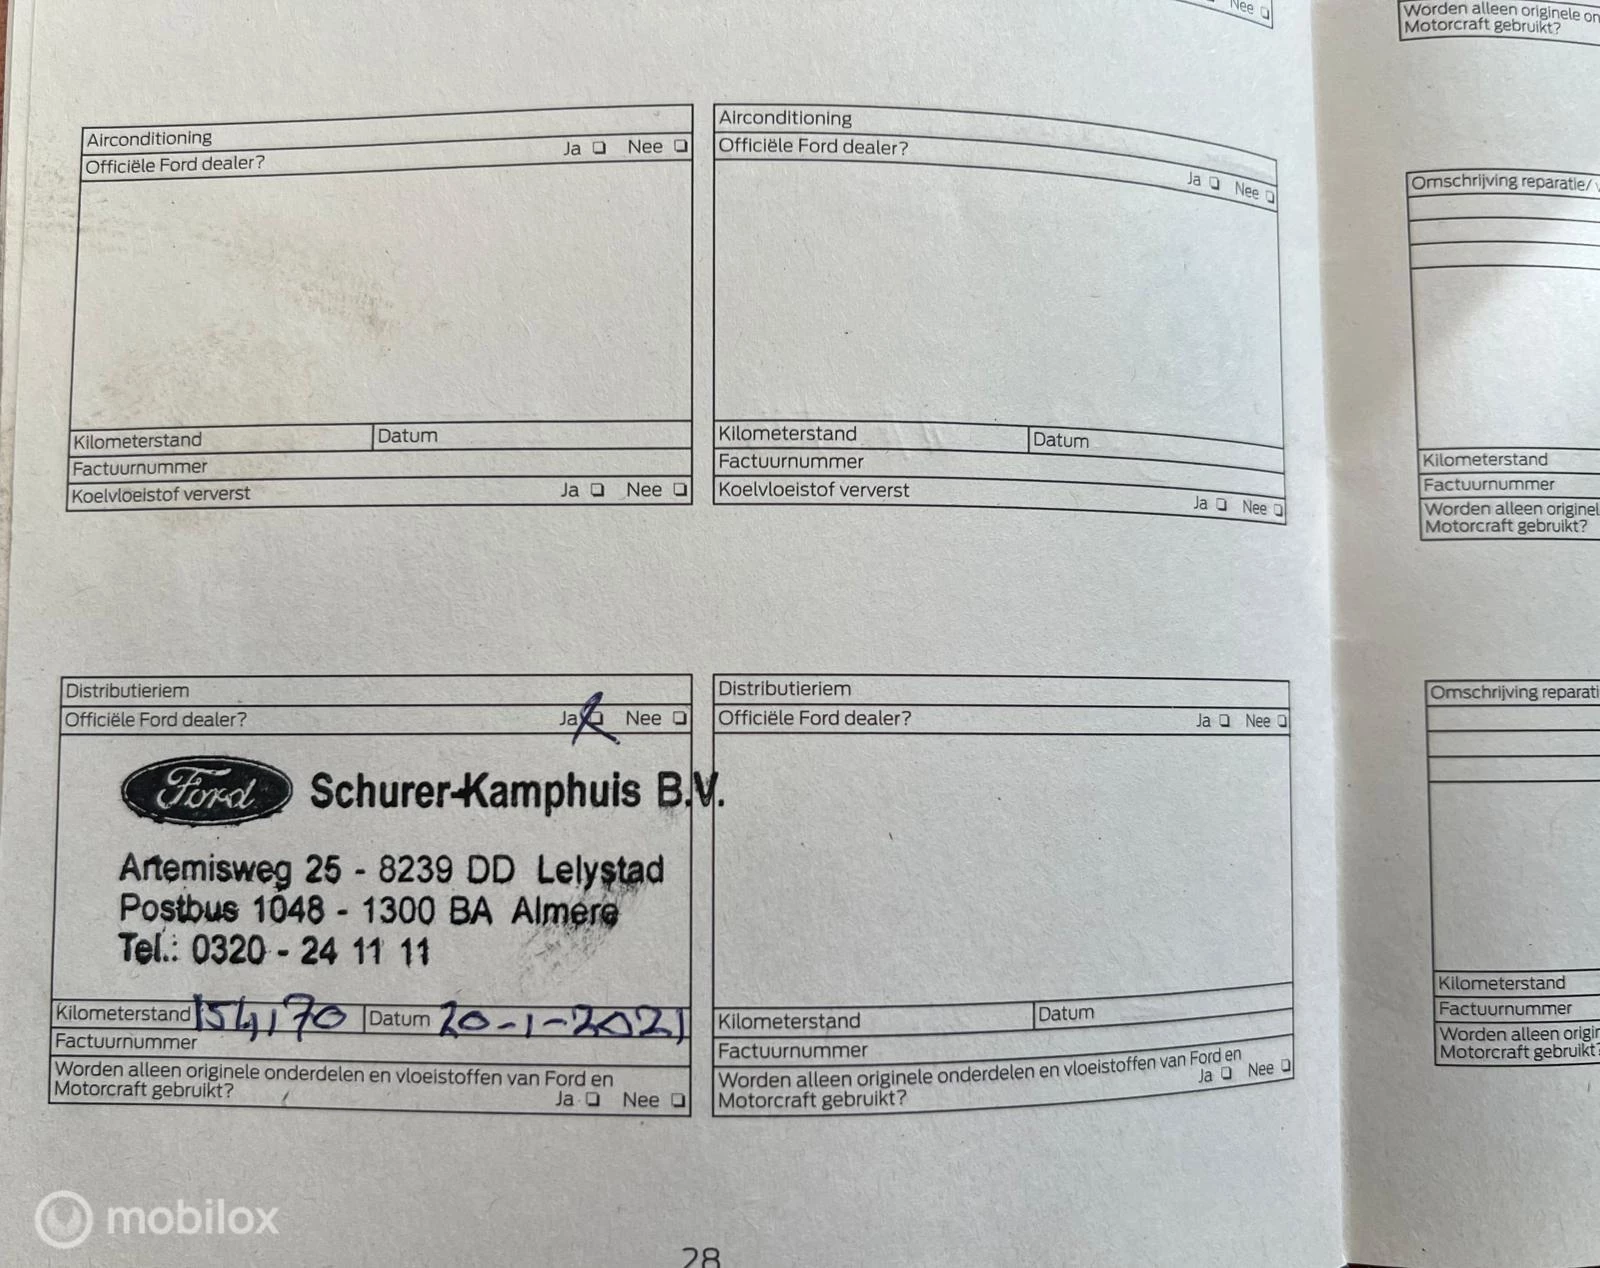 Nee
Worden alleen originele on
Motorcraft gebruikt?
Airconditioning
Officiële Ford dealer?
Ja Nee
Kilometerstand Datum
Factuurnummer
Koelvloeistof ververst Ja Nee
Airconditioning
Officiële Ford dealer?
Ja Nee
Kilometerstand Datum
Factuurnummer
Koelvloeistof ververst
Ja Nee
Omschrijving reparatie/ v
Kilometerstand
Factuurnummer
Worden alleen originel
Motorcraft gebruikt?
Distributieriem
Officiële Ford dealer? Ja Nee
Ford Schurer-Kamphuis B.V.
Artemisweg 25 - 8239 DD Lelystad
Postbus 1048 - 1300 BA Almere
Tel.: 0320 - 24 11 11
Kilometerstand 154170 Datum 20-1-2021
Factuurnummer
Worden alleen originele onderdelen en vloeistoffen van Ford en
Motorcraft gebruikt?
Ja Nee
Distributieriem
Officiële Ford dealer? Ja Nee
Kilometerstand Datum
Factuurnummer
Worden alleen originele onderdelen en vloeistoffen van Ford en
Motorcraft gebruikt? Ja Nee
Omschrijving reparati
Kilometerstand
Factuurnummer
Worden alleen origir
Motorcraft gebruikt?
mobilox
28